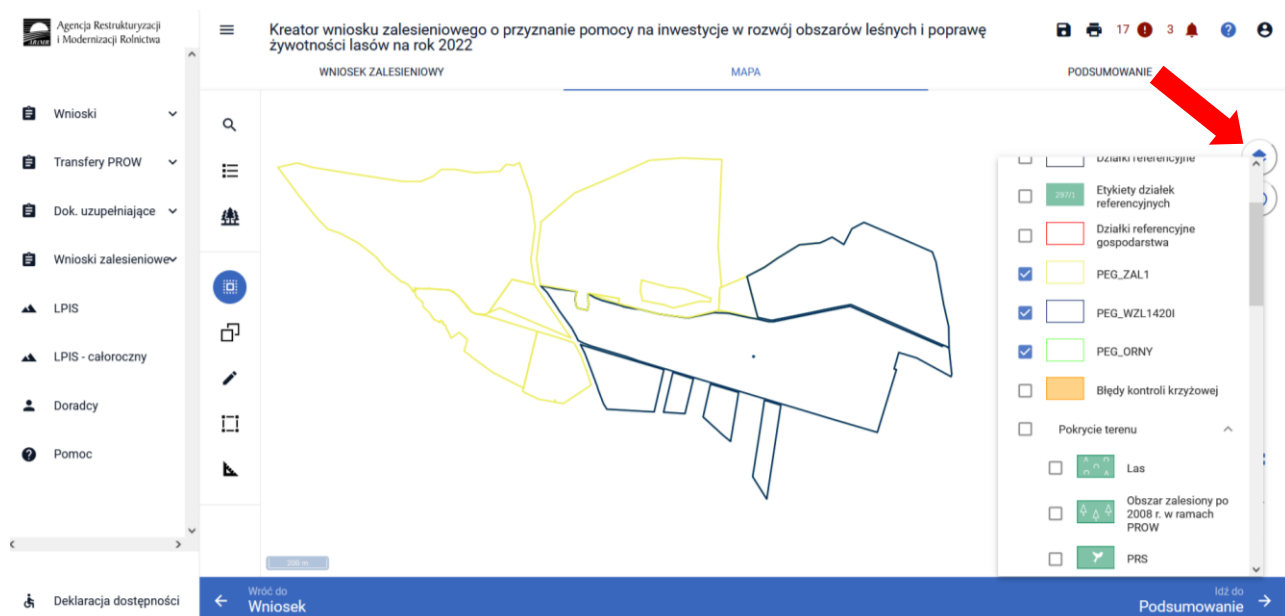 Agencja Restrukturyzacji
i Modernizacji Rolnictwa
ARiMR
Kreator wniosku zalesieniowego o przyznanie pomocy na inwestycje w rozwój obszarów leśnych i poprawę
żywotności lasów na rok 2022
17
3
WNIOSEK ZALESIENIOWY
MAPA
PODSUMOWANIE
Wnioski
Transfery PROW
Dok. uzupełniające
Wnioski zalesieniowe
LPIS
LPIS - całoroczny
Doradcy
Pomoc
Deklaracja dostępności
Działki referencyjne
297/1
Etykiety działek
referencyjnych
Działki referencyjne
gospodarstwa
PEG_ZAL1
PEG_WZL1420I
PEG_ORNY
Błędy kontroli krzyżowej
Pokrycie terenu
Las
Obszar zalesiony po
2008 r. w ramach
PROW
PRS
200 m
Wróć do
Wniosek
Idź do
Podsumowanie